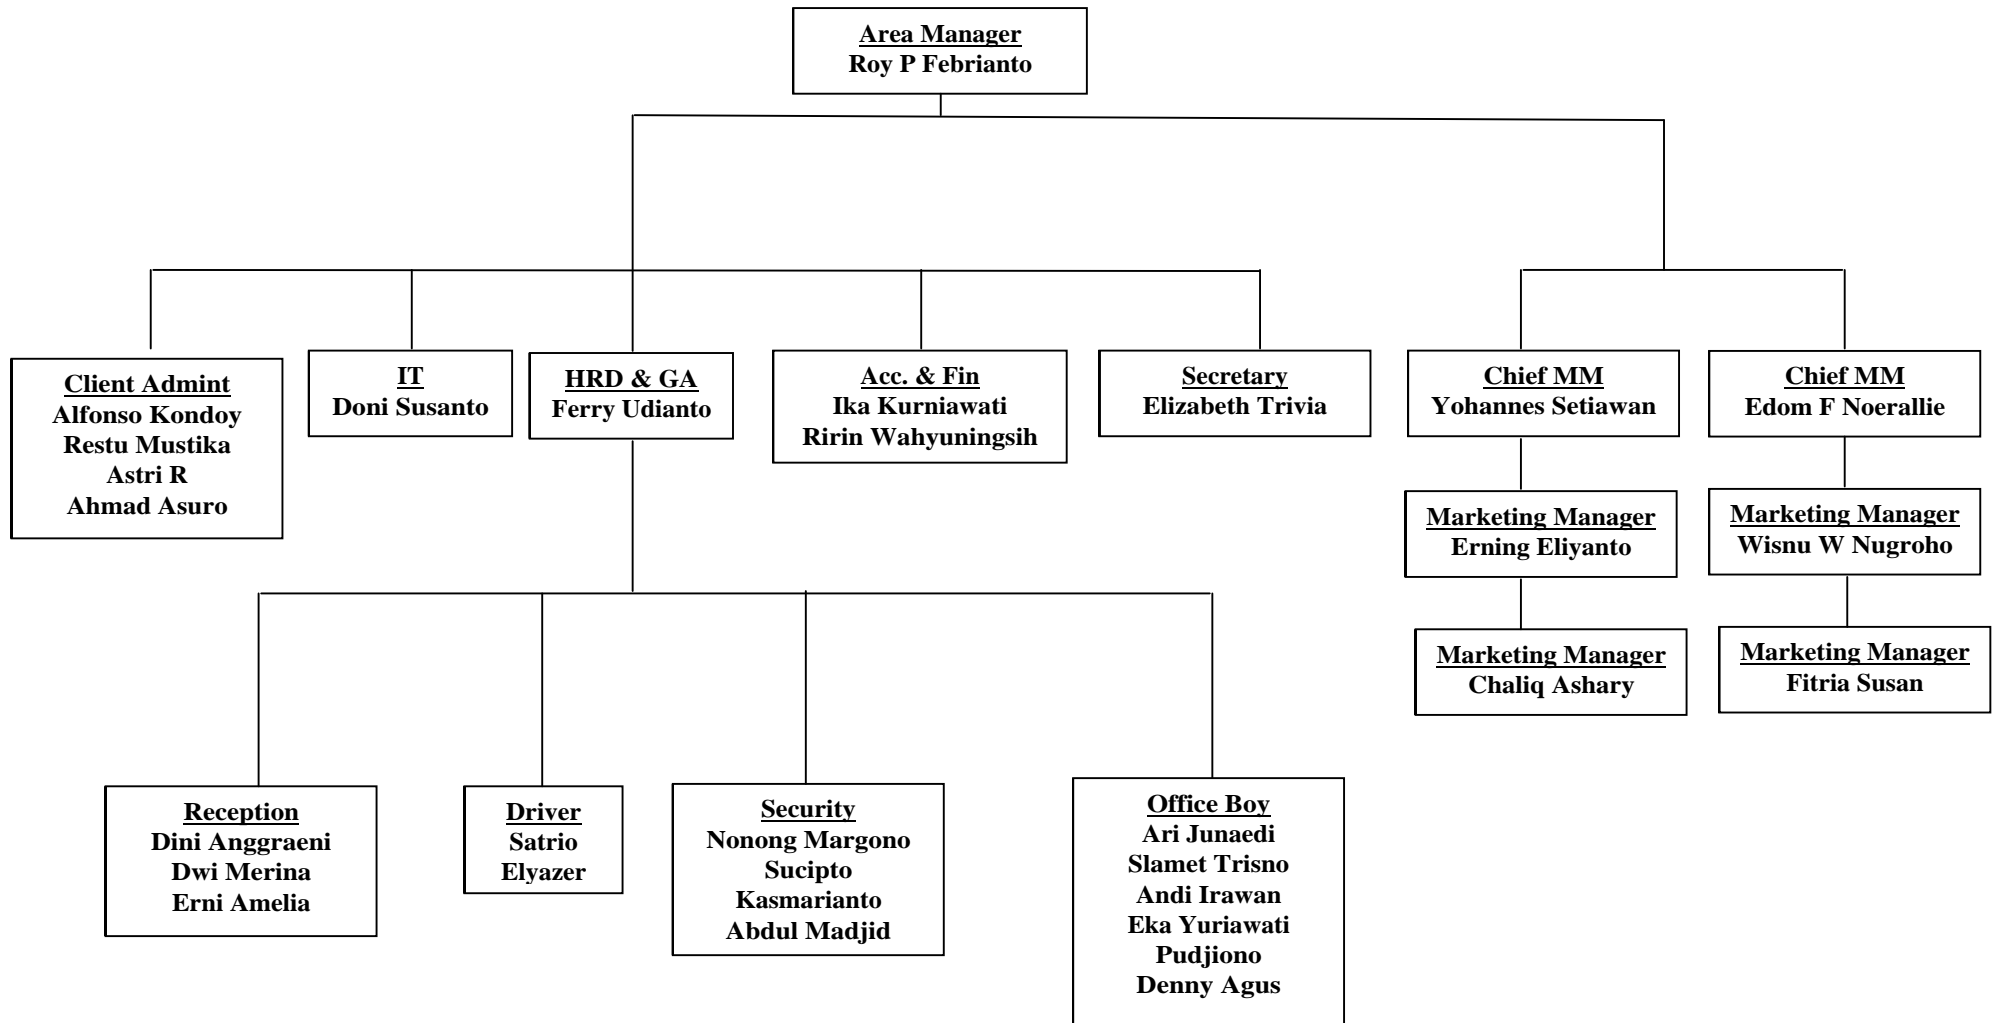 Area Manager
Roy P Febrianto
Client Admint
Alfonso Kondoy
Restu Mustika
Astri R
Ahmad Asuro
IT
Doni Susanto
HRD & GA
Ferry Udianto
Acc. & Fin
Ika Kurniawati
Ririn Wahyuningsih
Secretary
Elizabeth Trivia
Chief MM
Yohannes Setiawan
Chief MM
Edom F Noerallie
Marketing Manager
Erning Eliyanto
Marketing Manager
Wisnu W Nugroho
Marketing Manager
Chaliq Ashary
Marketing Manager
Fitria Susan
Reception
Dini Anggraeni
Dwi Merina
Erni Amelia
Driver
Satrio
Elyazer
Security
Nonong Margono
Sucipto
Kasmarianto
Abdul Madjid
Office Boy
Ari Junaedi
Slamet Trisno
Andi Irawan
Eka Yuriawati
Pudjiono
Denny Agus